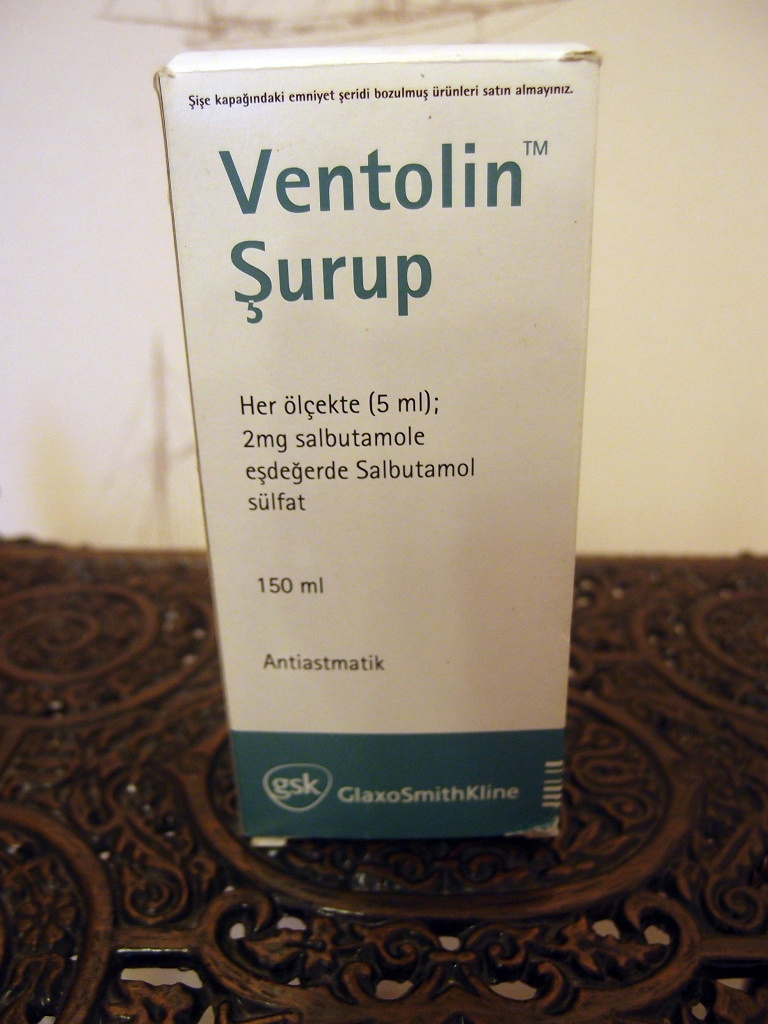 Şişe kapağındaki emniyet şeridi bozulmuş ürünleri satın almayınız.
Ventolin™
Şurup
Her ölçekte (5 ml);
2mg salbutamole
eşdeğerde Salbutamol
sülfat
150 ml
Antiastmatik
gsk GlaxoSmithKline